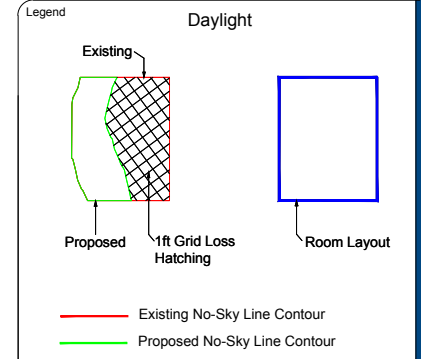 Legend
Daylight
Existing
Proposed
1ft Grid Loss
Hatching
Room Layout
Existing No-Sky Line Contour
Proposed No-Sky Line Contour